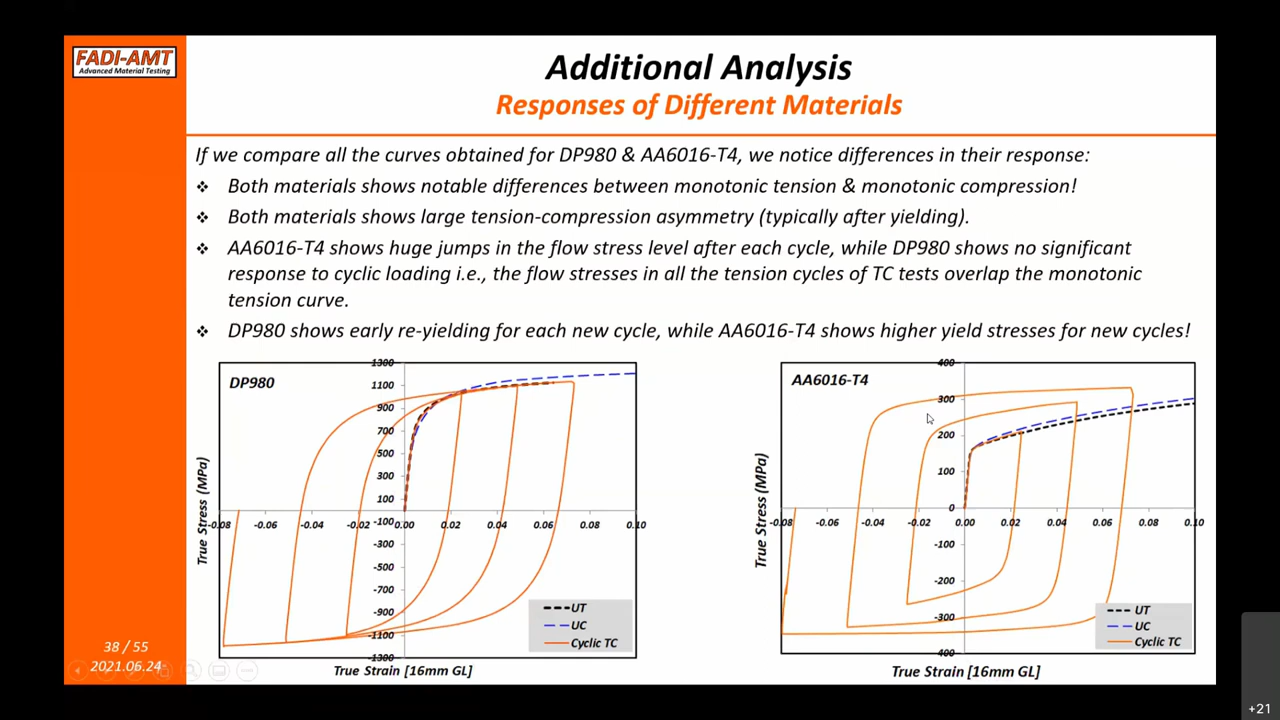 FADI-AMT
Advanced Material Testing
Additional Analysis
Responses of Different Materials
If we compare all the curves obtained for DP980 & AA6016-T4, we notice differences in their response:
❖ Both materials shows notable differences between monotonic tension & monotonic compression!
❖ Both materials shows large tension-compression asymmetry (typically after yielding).
❖ AA6016-T4 shows huge jumps in the flow stress level after each cycle, while DP980 shows no significant
response to cyclic loading i.e., the flow stresses in all the tension cycles of TC tests overlap the monotonic
tension curve.
❖ DP980 shows early re-yielding for each new cycle, while AA6016-T4 shows higher yield stresses for new cycles!
DP980
1300
1100
900
700
500
300
100
-100
-300
-500
-700
-900
-1100
-1300
-0.08 -0.06 -0.04 -0.02 0.00 0.02 0.04 0.06 0.08 0.10
True Stress (MPa)
True Strain [16mm GL]
UT
UC
Cyclic TC
AA6016-T4
400
300
200
100
0
-100
-200
-300
400
-0.08 -0.06 -0.04 -0.02 0.00 0.02 0.04 0.06 0.08 0.10
True Stress (MPa)
True Strain [16mm GL]
UT
UC
Cyclic TC
38 / 55
2021.06.24
+21